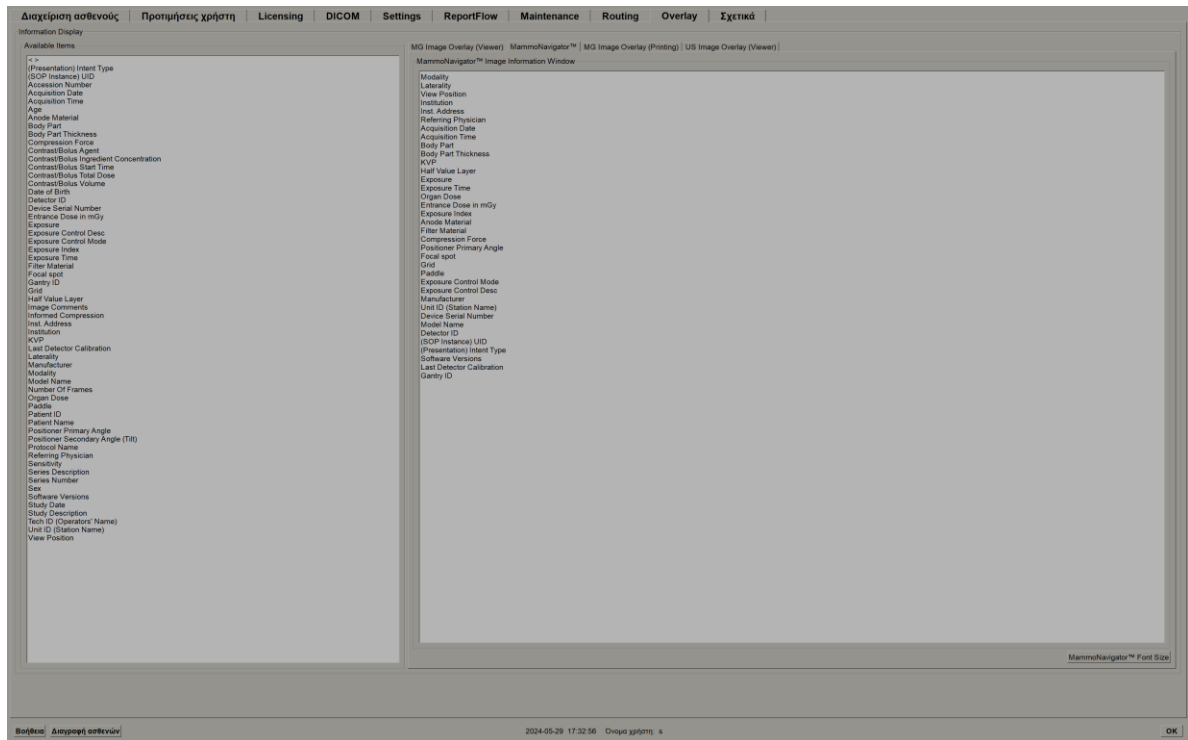 Διαχείριση ασθενούς Προτιμήσεις χρήστη Licensing DICOM Settings ReportFlow Maintenance Routing Overlay Σχετικά
Information Display
Available Items
< >
(Presentation) Intent Type
(SOP Instance) UID
Accession Number
Acquisition Date
Acquisition Time
Age
Anode Material
Body Part
Body Part Thickness
Compression Force
Contrast/Bolus Agent
Contrast/Bolus Ingredient Concentration
Contrast/Bolus Start Time
Contrast/Bolus Total Dose
Contrast/Bolus Volume
Date of Birth
Detector ID
Device Serial Number
Entrance Dose in mGy
Exposure
Exposure Control Desc
Exposure Control Mode
Exposure Index
Exposure Time
Filter Material
Focal spot
Gantry ID
Grid
Half Value Layer
Image Comments
Informed Compression
Inst. Address
Institution
KVP
Last Detector Calibration
Laterality
Manufacturer
Modality
Model Name
Number Of Frames
Organ Dose
Paddle
Patient ID
Patient Name
Positioner Primary Angle
Positioner Secondary Angle (Tilt)
Protocol Name
Referring Physician
Sensitivity
Series Description
Series Number
Sex
Software Versions
Study Date
Study Description
Tech ID (Operators' Name)
Unit ID (Station Name)
View Position
MG Image Overlay (Viewer) MammoNavigator™ MG Image Overlay (Printing) US Image Overlay (Viewer)
MammoNavigator™ Image Information Window
Modality
Laterality
View Position
Institution
Inst. Address
Referring Physician
Acquisition Date
Acquisition Time
Body Part
Body Part Thickness
KVP
Half Value Layer
Exposure
Exposure Time
Organ Dose
Entrance Dose in mGy
Exposure Index
Anode Material
Filter Material
Compression Force
Positioner Primary Angle
Focal spot
Grid
Paddle
Exposure Control Mode
Exposure Control Desc
Manufacturer
Unit ID (Station Name)
Device Serial Number
Model Name
Detector ID
(SOP Instance) UID
(Presentation) Intent Type
Software Versions
Last Detector Calibration
Gantry ID
MammoNavigator™ Font Size
Βοήθεια Διαγραφή ασθενών 2024-05-29 17:32:56 Όνομα χρήστη: s OK